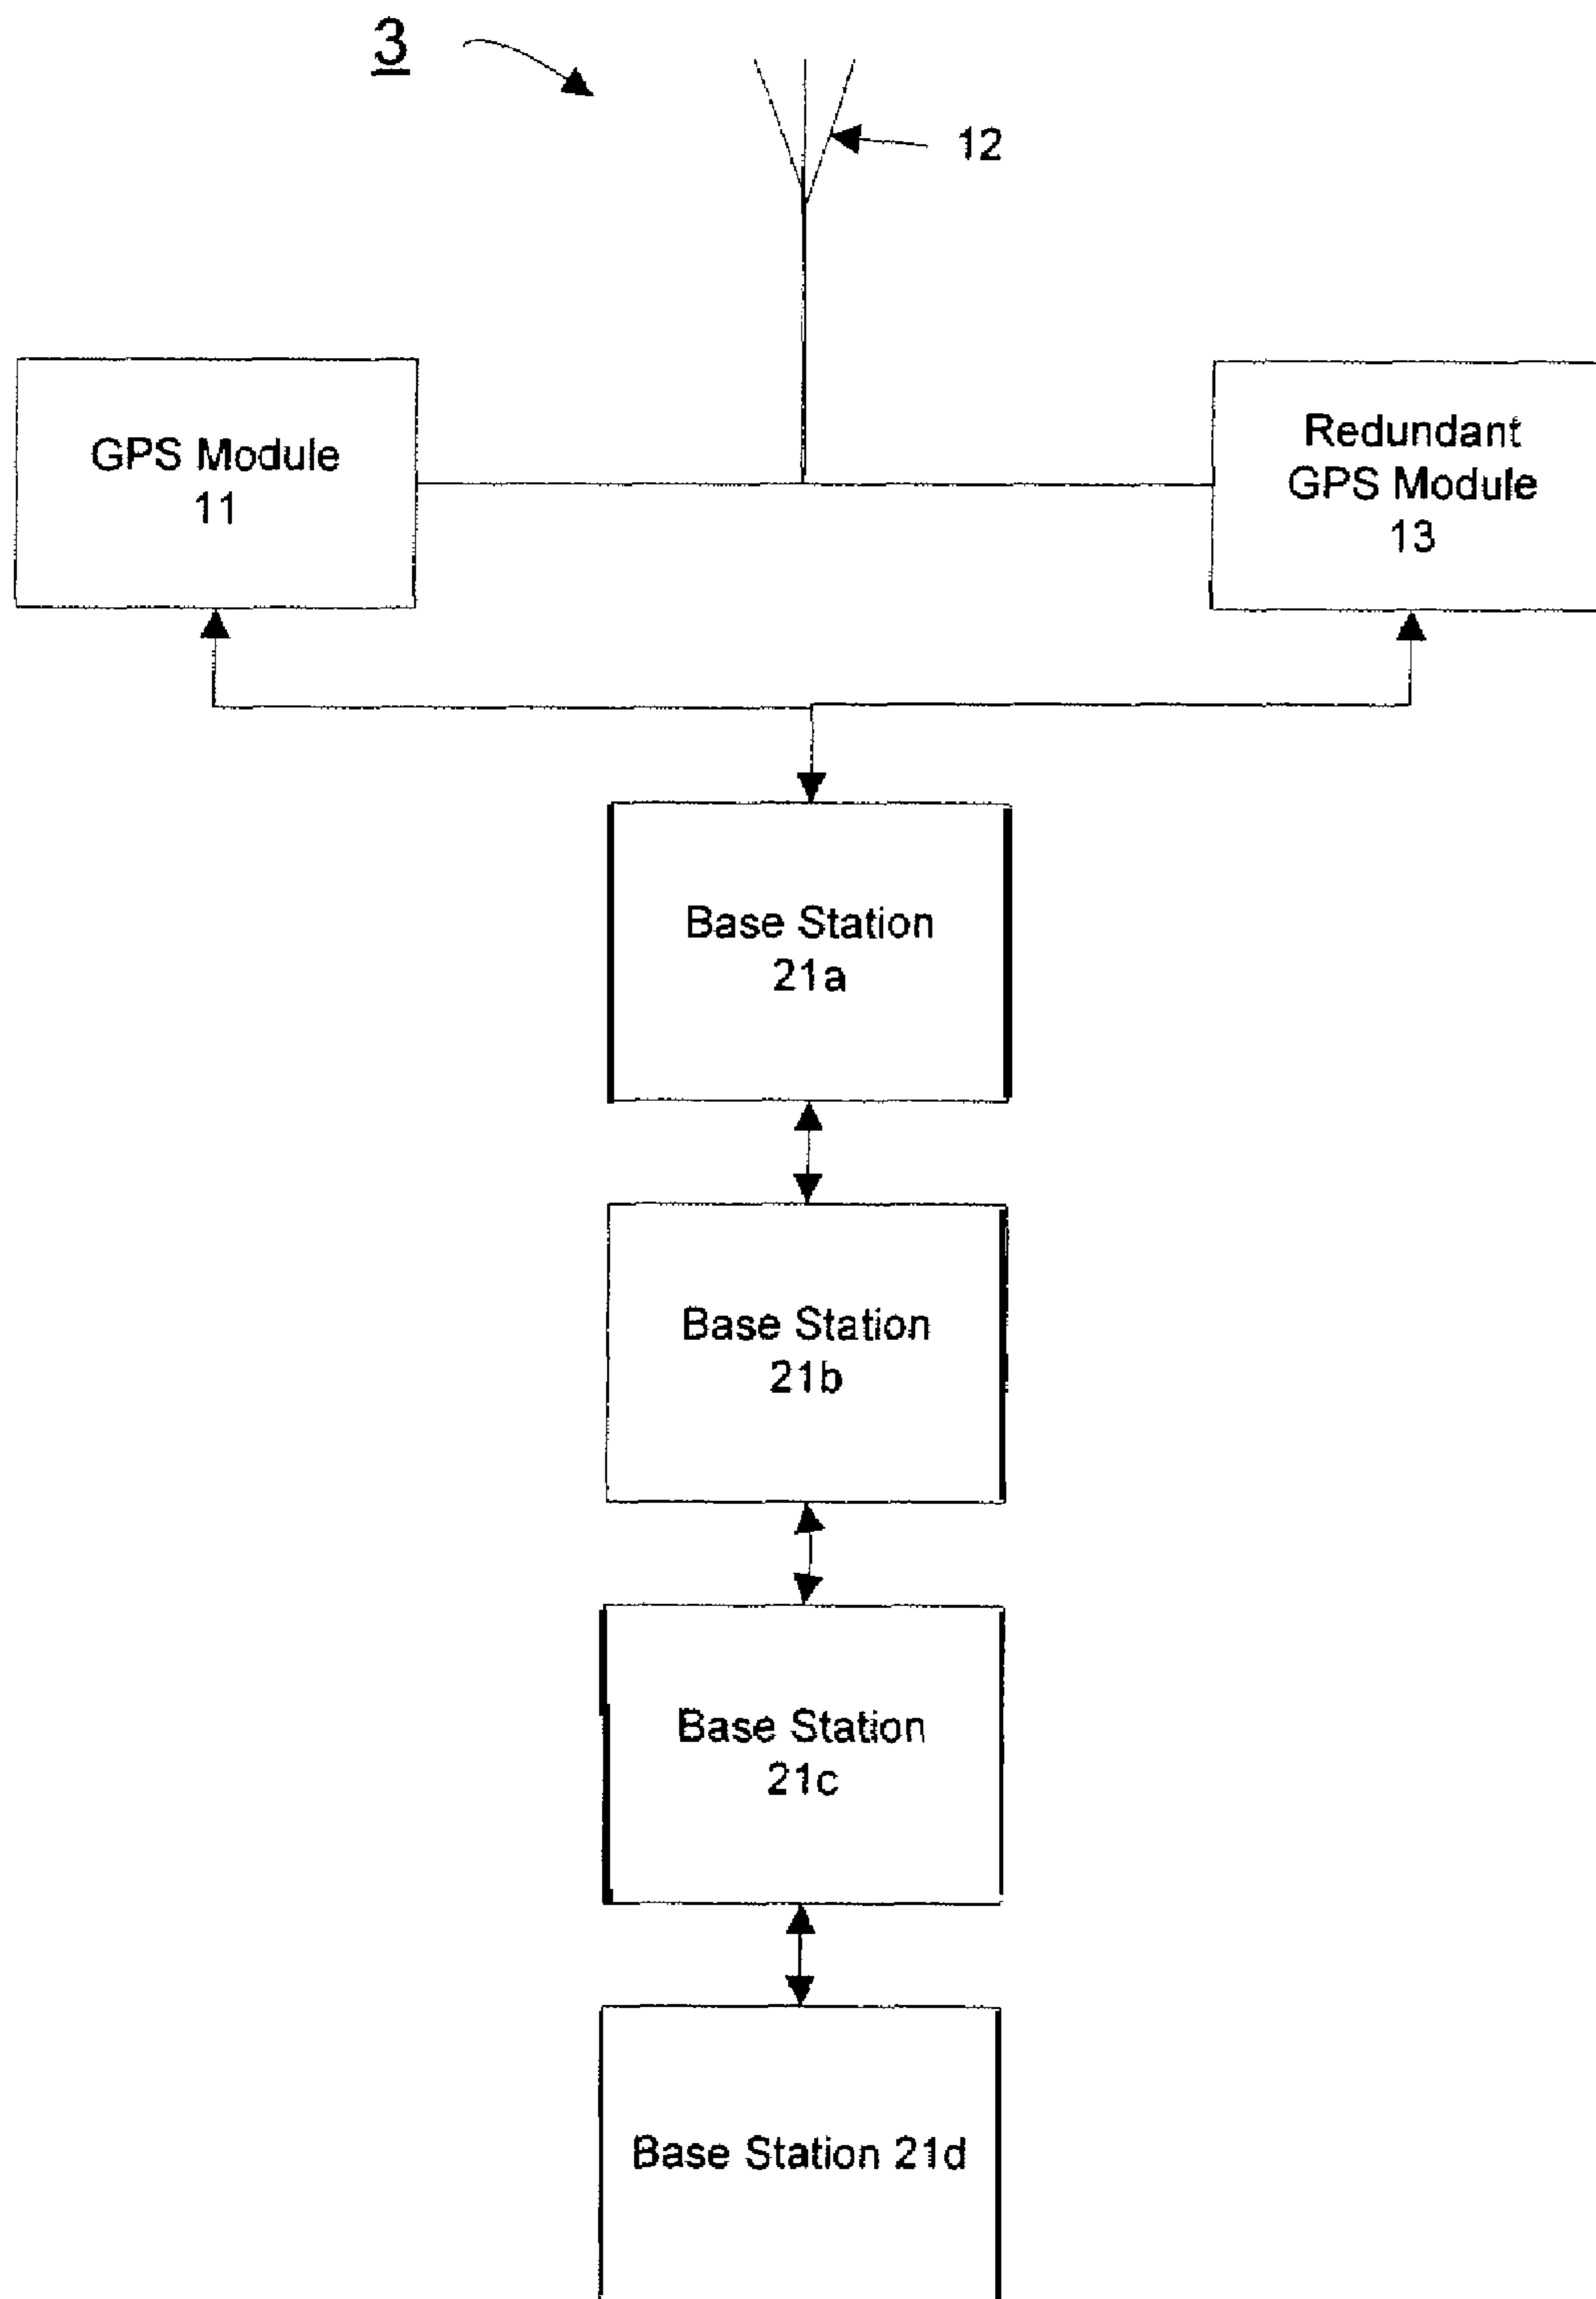 3
12
GPS Module
11
Redundant
GPS Module
13
Base Station
21a
Base Station
21b
Base Station
21c
Base Station 21d